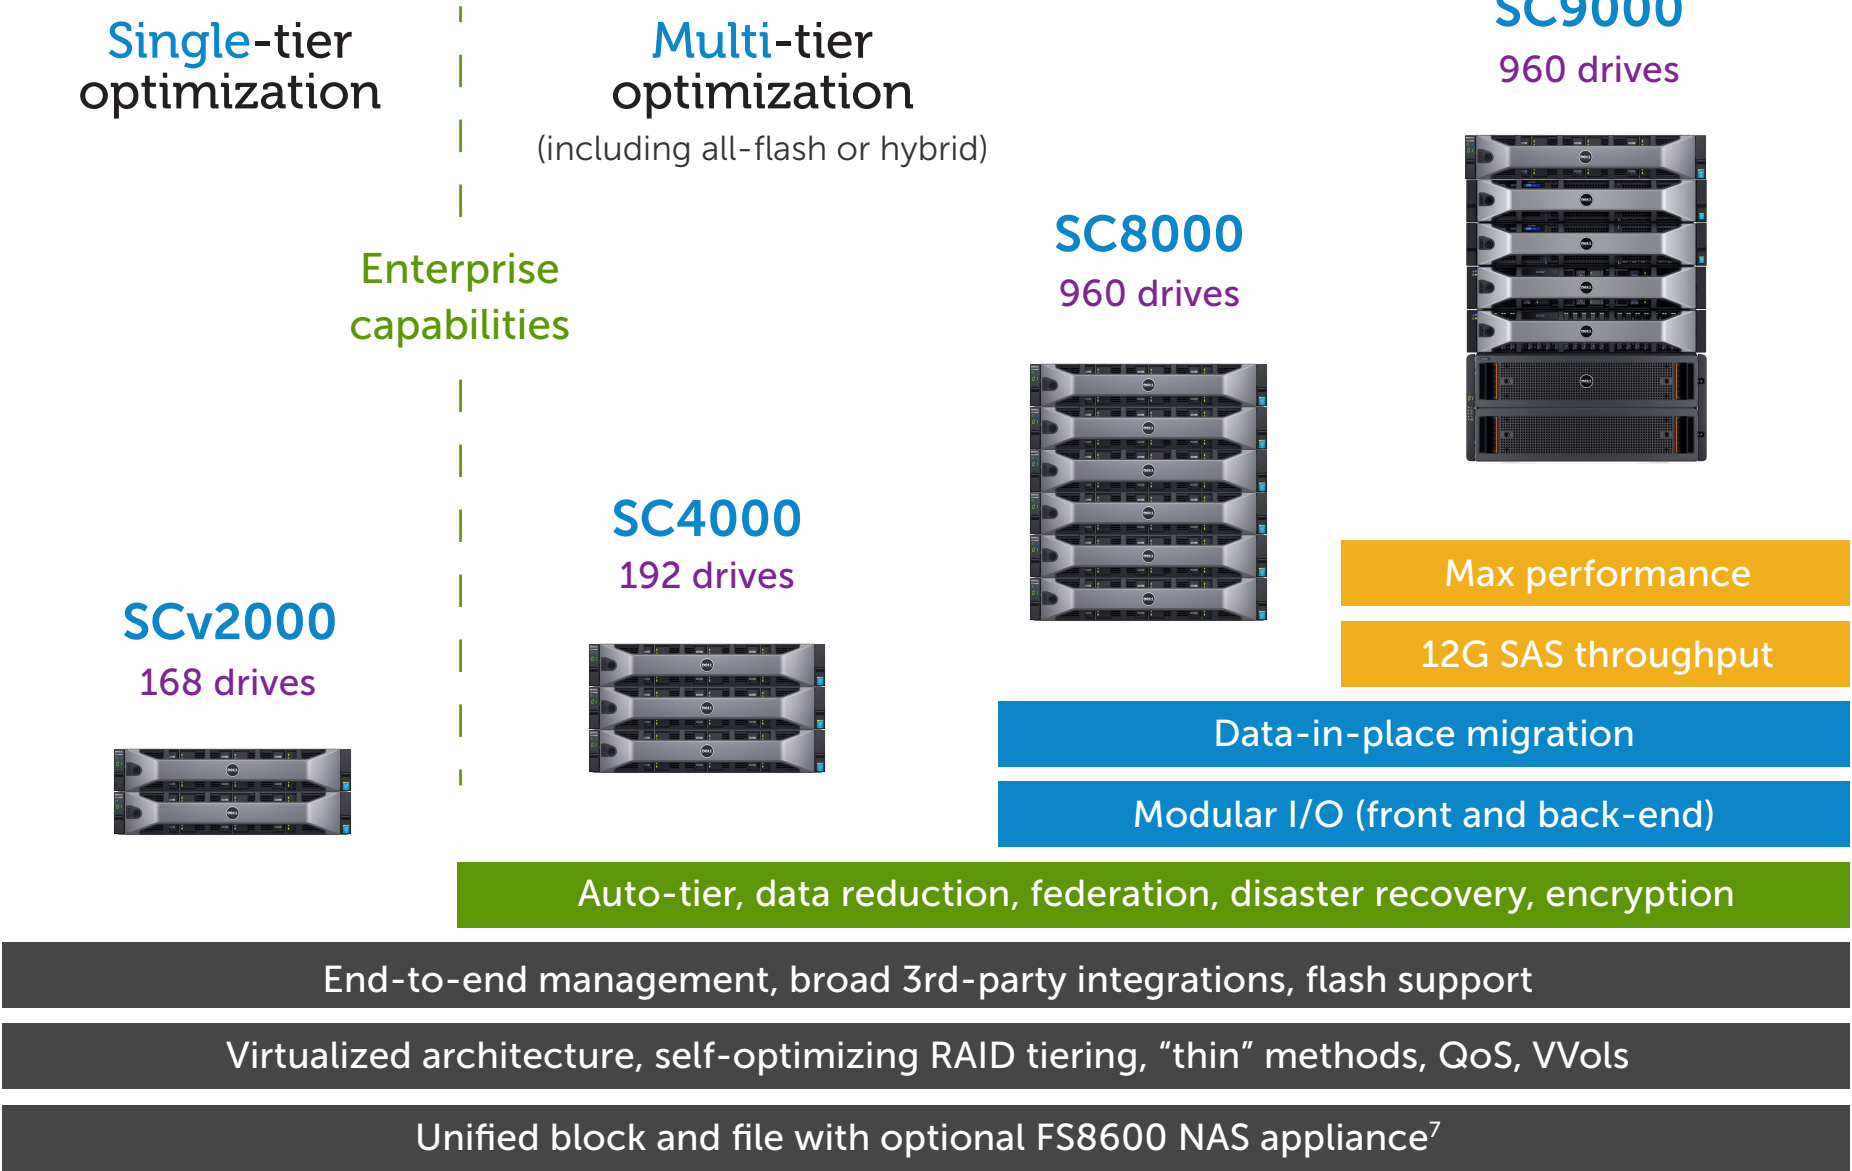 Single-tier
optimization
Multi-tier
optimization
(including all-flash or hybrid)
SC9000
960 drives
SC8000
960 drives
Enterprise
capabilities
SC4000
192 drives
SCv2000
168 drives
Max performance
12G SAS throughput
Data-in-place migration
Modular I/O (front and back-end)
Auto-tier, data reduction, federation, disaster recovery, encryption
End-to-end management, broad 3rd-party integrations, flash support
Virtualized architecture, self-optimizing RAID tiering, “thin” methods, QoS, VVols
Unified block and file with optional FS8600 NAS appliance⁷